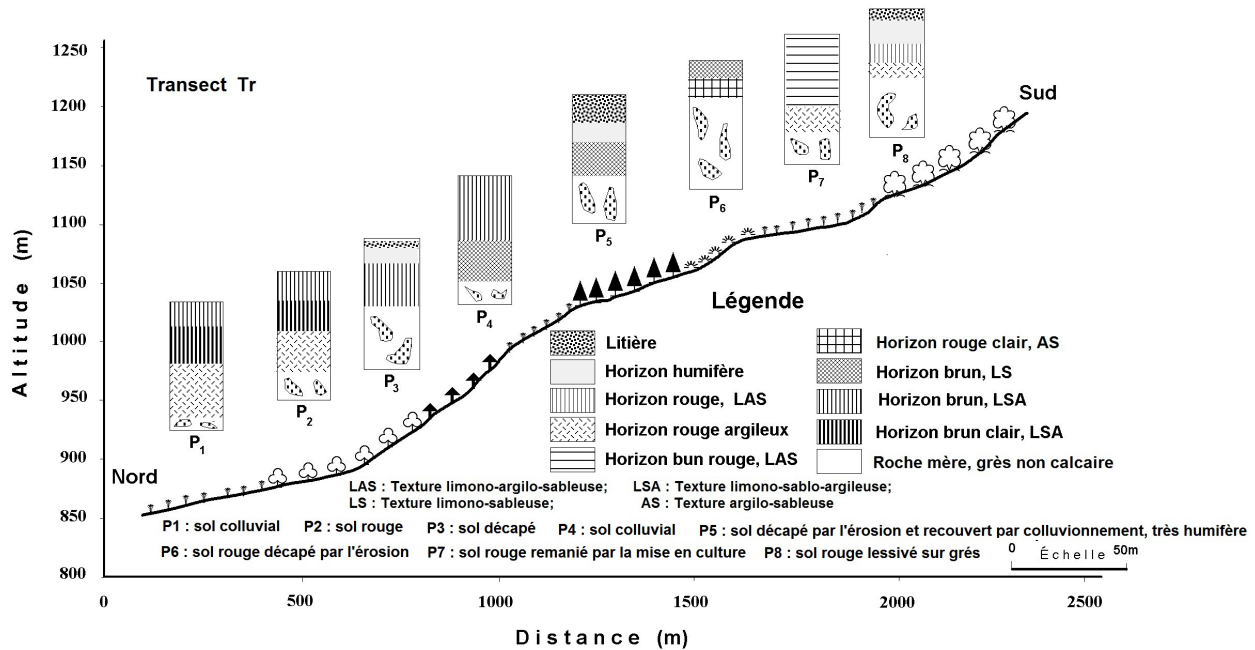 Transect Tr
Altitude (m)
1250
1200
1150
1100
1050
1000
950
900
850
800
Nord
Sud
P1
P2
P3
P4
P5
P6
P7
P8
Légende
Litière
Horizon humifère
Horizon rouge, LAS
Horizon rouge argileux
Horizon bun rouge, LAS
Horizon rouge clair, AS
Horizon brun, LS
Horizon brun, LSA
Horizon brun clair, LSA
Roche mère, grès non calcaire
LAS : Texture limono-argilo-sableuse; LSA : Texture limono-sablo-argileuse;
LS : Texture limono-sableuse; AS : Texture argilo-sableuse
P1 : sol colluvial P2 : sol rouge P3 : sol décapé P4 : sol colluvial P5 : sol décapé par l'érosion et recouvert par colluvionnement, très humifère
P6 : sol rouge décapé par l'érosion P7 : sol rouge remanié par la mise en culture P8 : sol rouge lessivé sur grés
0 Échelle 50m
0 500 1000 1500 2000 2500
Distance (m)